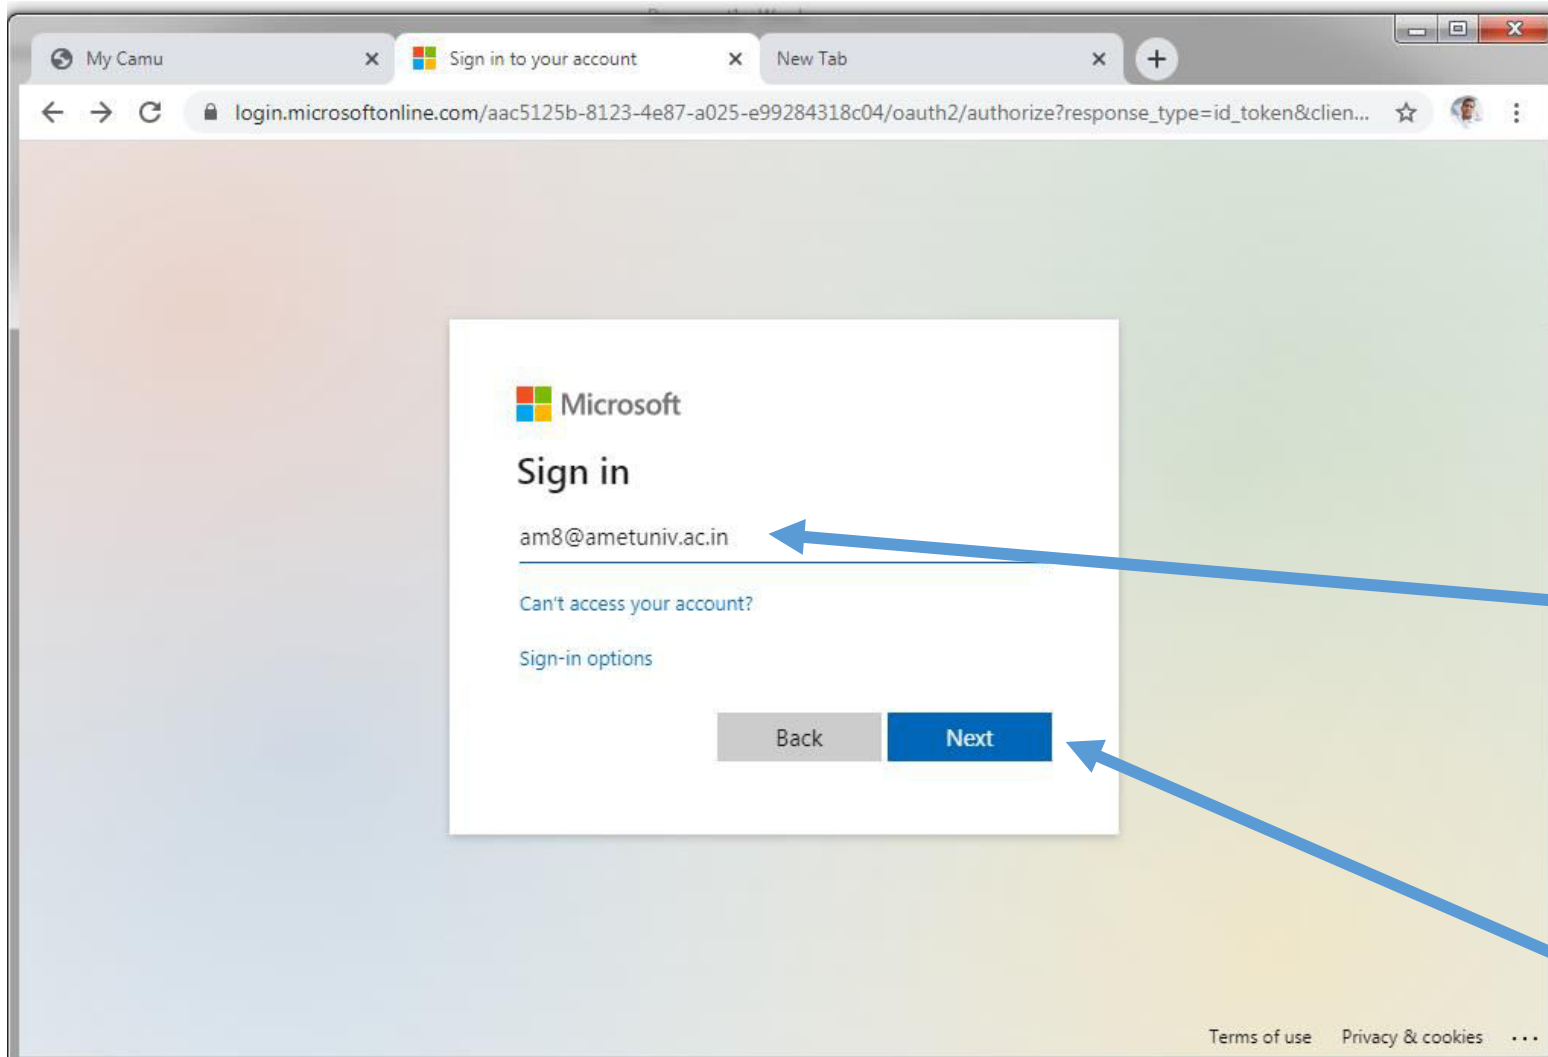 My Camu
Sign in to your account
New Tab
login.microsoftonline.com/aac5125b-8123-4e87-a025-e99284318c04/oauth2/authorize?response_type=id_token&clien...
Microsoft
Sign in
am8@ametuniv.ac.in
Can't access your account?
Sign-in options
Back Next
Terms of use Privacy & cookies ...